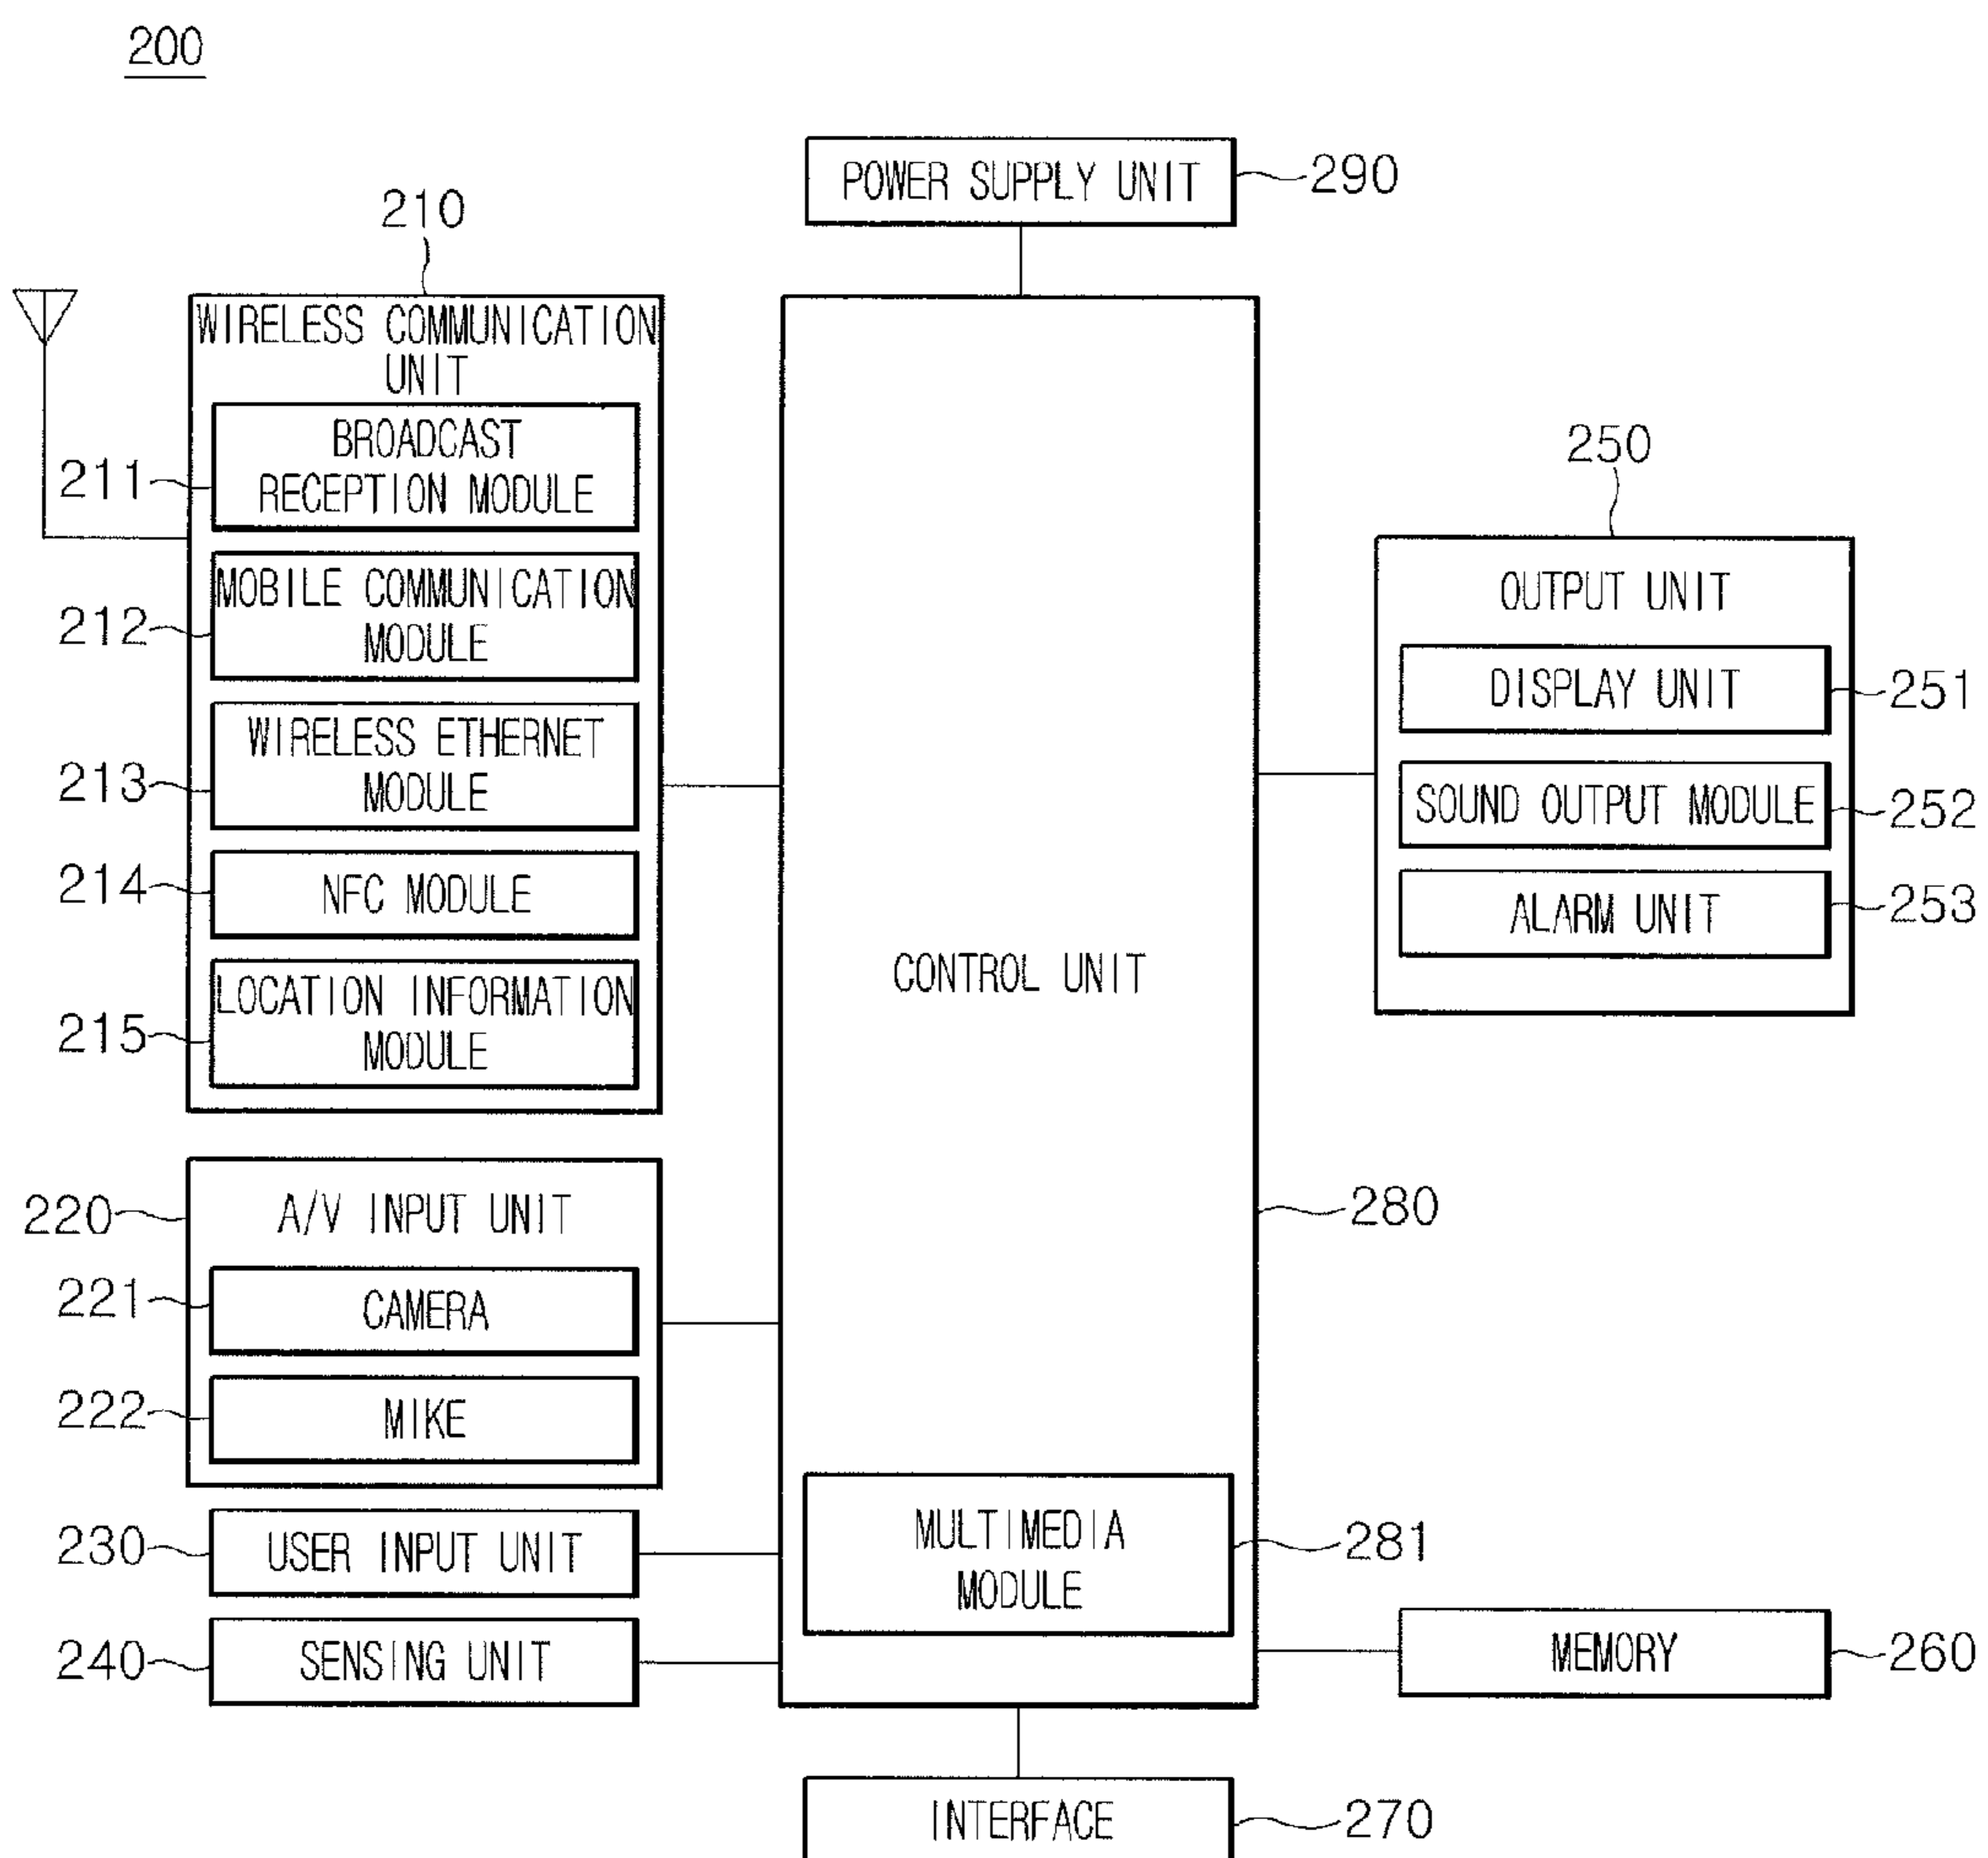 200
POWER SUPPLY UNIT
290
210
WIRELESS COMMUNICATION
UNIT
BROADCAST
RECEPTION MODULE
211
MOBILE COMMUNICATION
MODULE
212
WIRELESS ETHERNET
MODULE
213
NFC MODULE
214
LOCATION INFORMATION
MODULE
215
A/V INPUT UNIT
220
CAMERA
221
MIKE
222
USER INPUT UNIT
230
SENSING UNIT
240
CONTROL UNIT
280
MULTIMEDIA
MODULE
281
250
OUTPUT UNIT
DISPLAY UNIT
251
SOUND OUTPUT MODULE
252
ALARM UNIT
253
MEMORY
260
INTERFACE
270